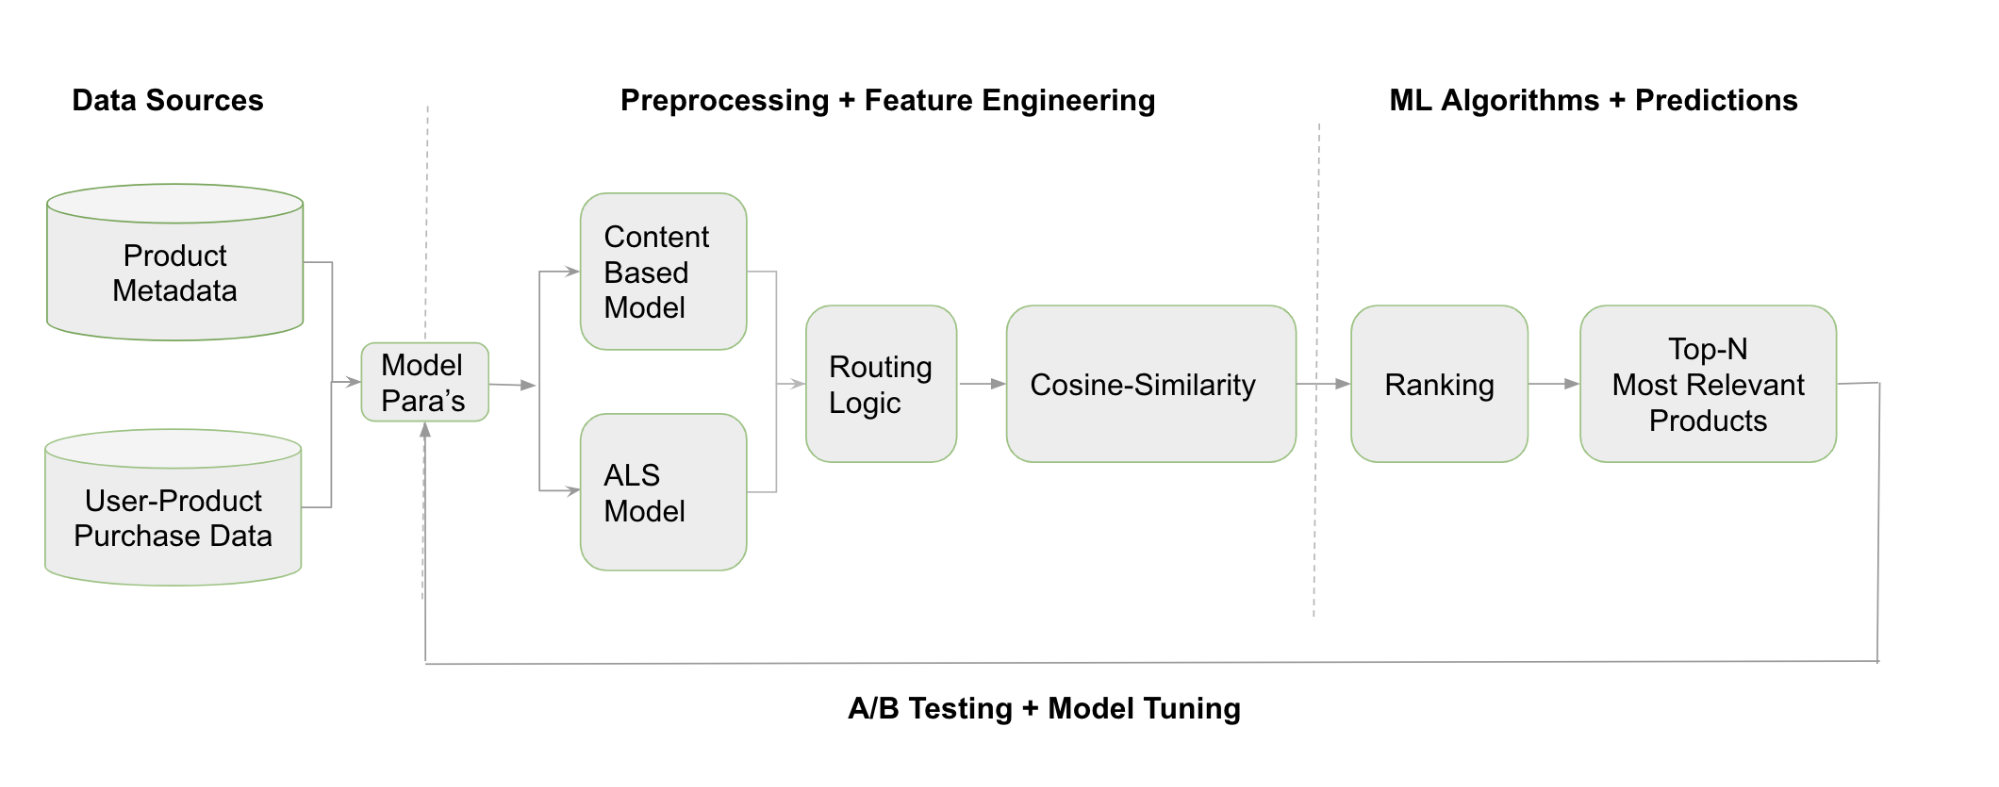 Data Sources
Preprocessing + Feature Engineering
ML Algorithms + Predictions
Product
Metadata
User-Product
Purchase Data
Model
Para’s
Content
Based
Model
ALS
Model
Routing
Logic
Cosine-Similarity
Ranking
Top-N
Most Relevant
Products
A/B Testing + Model Tuning